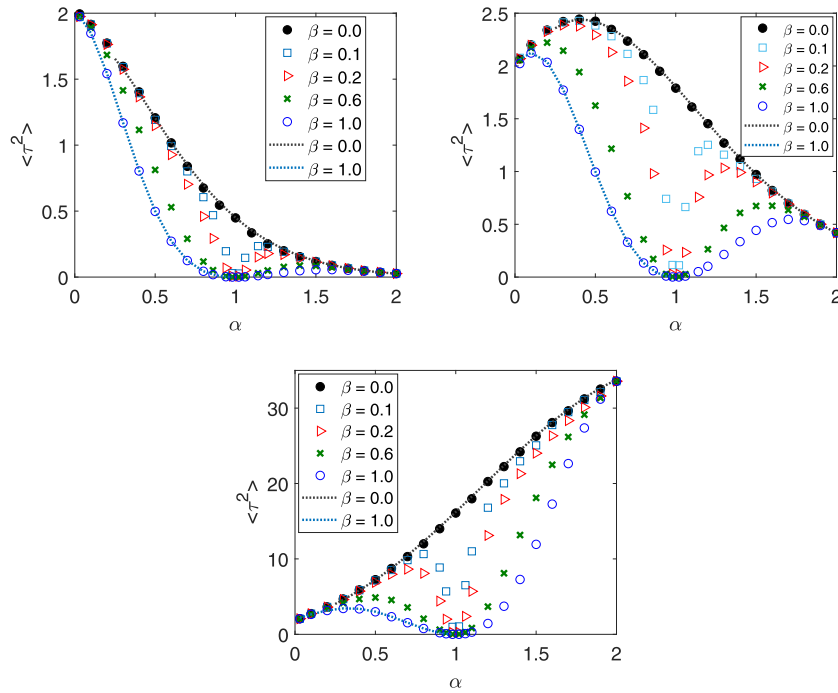 2
1.5
1
0.5
0
<τ²>
β = 0.0
β = 0.1
β = 0.2
β = 0.6
β = 1.0
β = 0.0
β = 1.0
0 0.5 1 1.5 2
α
2.5
2
1.5
1
0.5
0
<τ²>
β = 0.0
β = 0.1
β = 0.2
β = 0.6
β = 1.0
β = 0.0
β = 1.0
0 0.5 1 1.5 2
α
30
20
10
0
<τ²>
β = 0.0
β = 0.1
β = 0.2
β = 0.6
β = 1.0
β = 0.0
β = 1.0
0 0.5 1 1.5 2
α